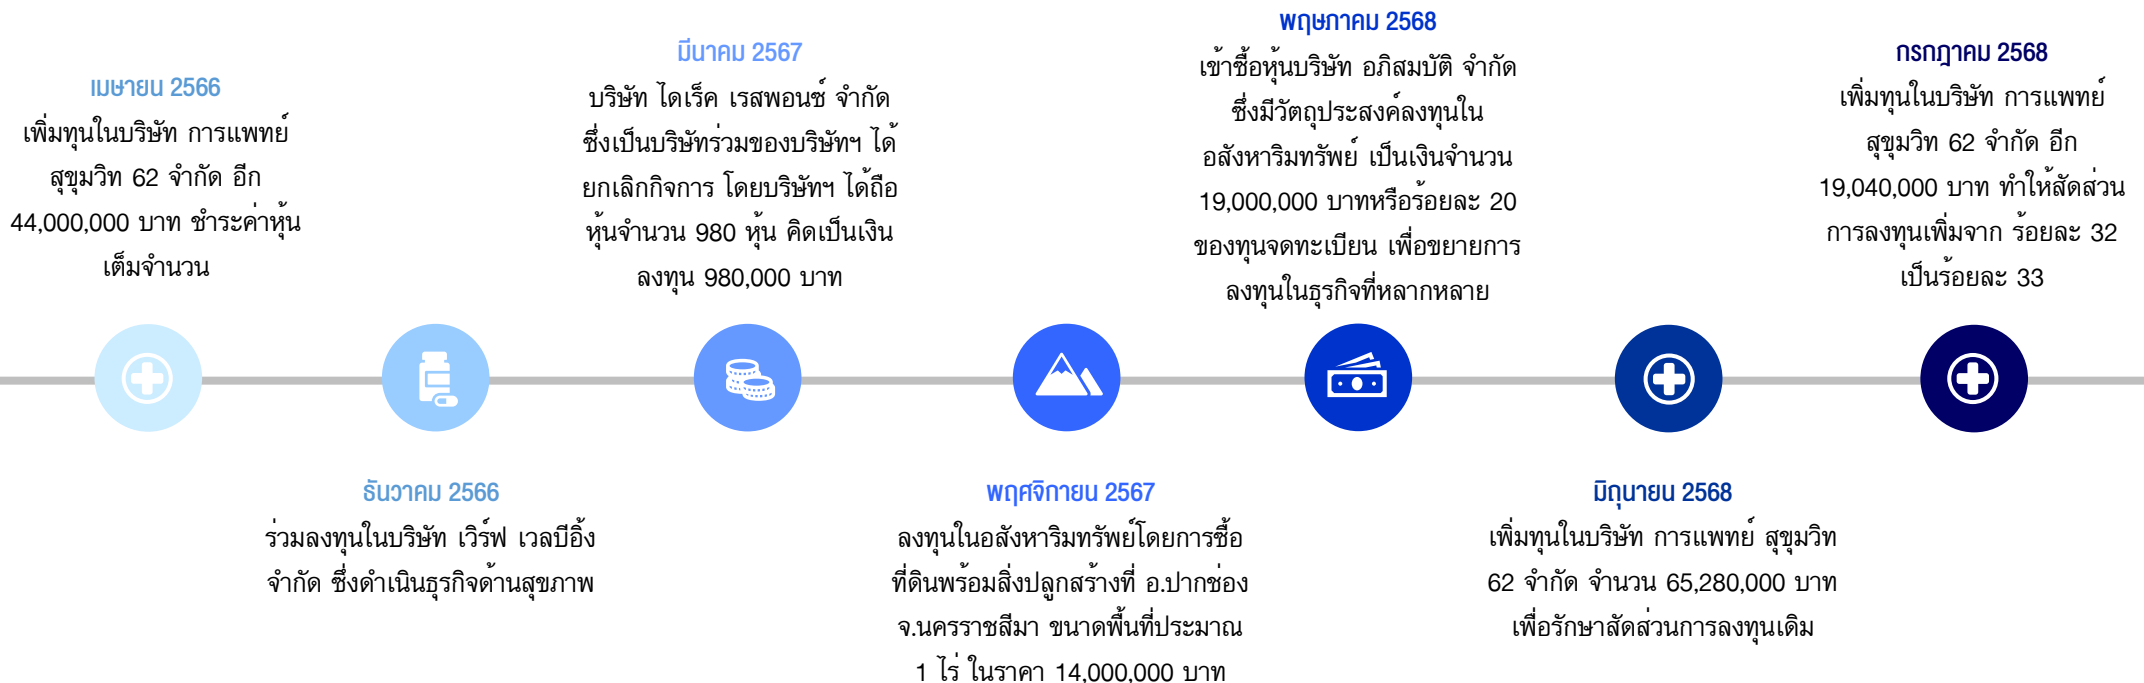 เมษายน 2566
เพิ่มทุนในบริษัท การแพทย์
สุขุมวิท 62 จำกัด อีก
44,000,000 บาท ชำระค่าหุ้น
เต็มจำนวน
ธันวาคม 2566
ร่วมลงทุนในบริษัท เวิร์ฟ เวลบีอิ้ง
จำกัด ซึ่งดำเนินธุรกิจด้านสุขภาพ
มีนาคม 2567
บริษัท ไดเร็ค เรสพอนซ์ จำกัด
ซึ่งเป็นบริษัทร่วมของบริษัทฯ ได้
ยกเลิกกิจการ โดยบริษัทฯ ได้ถือ
หุ้นจำนวน 980 หุ้น คิดเป็นเงิน
ลงทุน 980,000 บาท
พฤศจิกายน 2567
ลงทุนในอสังหาริมทรัพย์โดยการซื้อ
ที่ดินพร้อมสิ่งปลูกสร้างที่ อ.ปากช่อง
จ.นครราชสีมา ขนาดพื้นที่ประมาณ
1 ไร่ ในราคา 14,000,000 บาท
พฤษภาคม 2568
เข้าซื้อหุ้นบริษัท อภิสมบัติ จำกัด
ซึ่งมีวัตถุประสงค์ลงทุนใน
อสังหาริมทรัพย์ เป็นเงินจำนวน
19,000,000 บาทหรือร้อยละ 20
ของทุนจดทะเบียน เพื่อขยายการ
ลงทุนในธุรกิจที่หลากหลาย
มิถุนายน 2568
เพิ่มทุนในบริษัท การแพทย์ สุขุมวิท
62 จำกัด จำนวน 65,280,000 บาท
เพื่อรักษาสัดส่วนการลงทุนเดิม
กรกฎาคม 2568
เพิ่มทุนในบริษัท การแพทย์
สุขุมวิท 62 จำกัด อีก
19,040,000 บาท ทำให้สัดส่วน
การลงทุนเพิ่มจาก ร้อยละ 32
เป็นร้อยละ 33